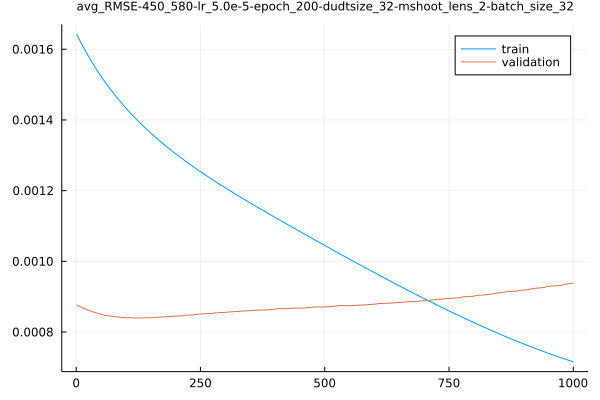 avg_RMSE-450_580-lr_5.0e-5-epoch_200-dudtsize_32-mshoot_lens_2-batch_size_32
train
validation
0.0016
0.0014
0.0012
0.0010
0.0008
0 250 500 750 1000